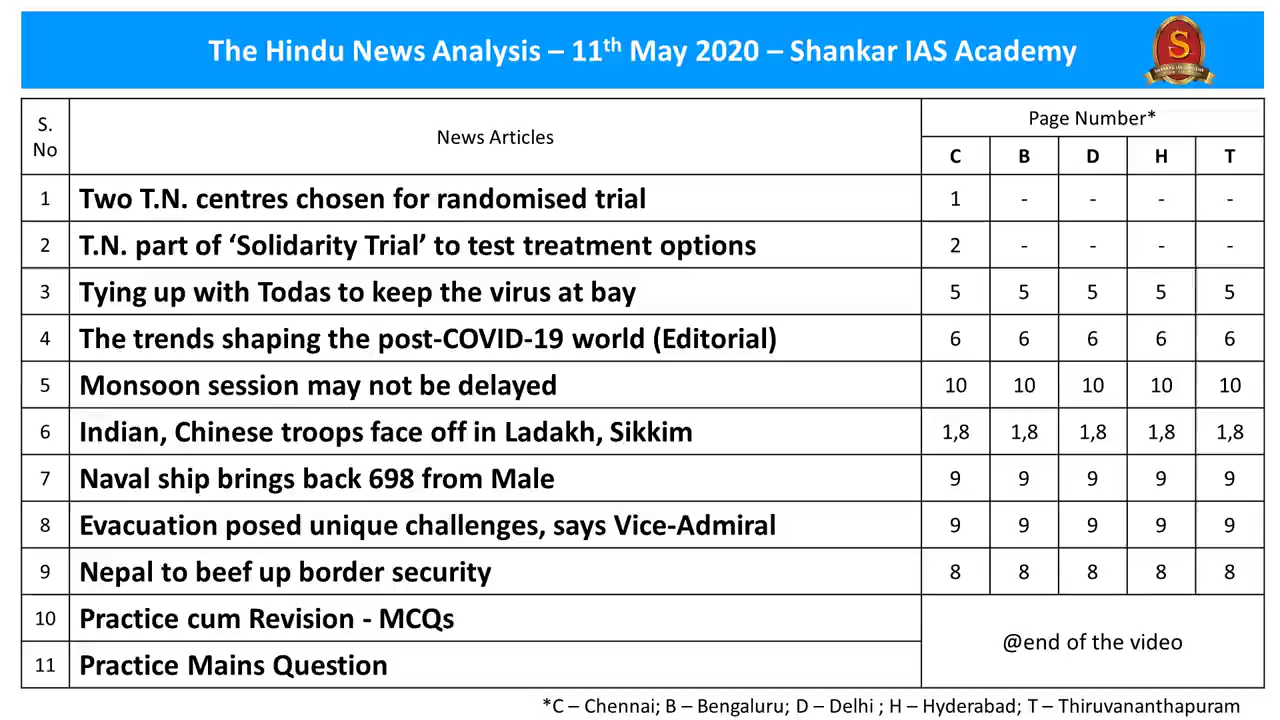 The Hindu News Analysis – 11th May 2020 – Shankar IAS Academy
S
S. No | News Articles | Page Number*
C | B | D | H | T
1 | Two T.N. centres chosen for randomised trial | 1 | - | - | - | -
2 | T.N. part of ‘Solidarity Trial’ to test treatment options | 2 | - | - | - | -
3 | Tying up with Todas to keep the virus at bay | 5 | 5 | 5 | 5 | 5
4 | The trends shaping the post-COVID-19 world (Editorial) | 6 | 6 | 6 | 6 | 6
5 | Monsoon session may not be delayed | 10 | 10 | 10 | 10 | 10
6 | Indian, Chinese troops face off in Ladakh, Sikkim | 1,8 | 1,8 | 1,8 | 1,8 | 1,8
7 | Naval ship brings back 698 from Male | 9 | 9 | 9 | 9 | 9
8 | Evacuation posed unique challenges, says Vice-Admiral | 9 | 9 | 9 | 9 | 9
9 | Nepal to beef up border security | 8 | 8 | 8 | 8 | 8
10 | Practice cum Revision - MCQs | @end of the video
11 | Practice Mains Question
*C – Chennai; B – Bengaluru; D – Delhi ; H – Hyderabad; T – Thiruvananthapuram